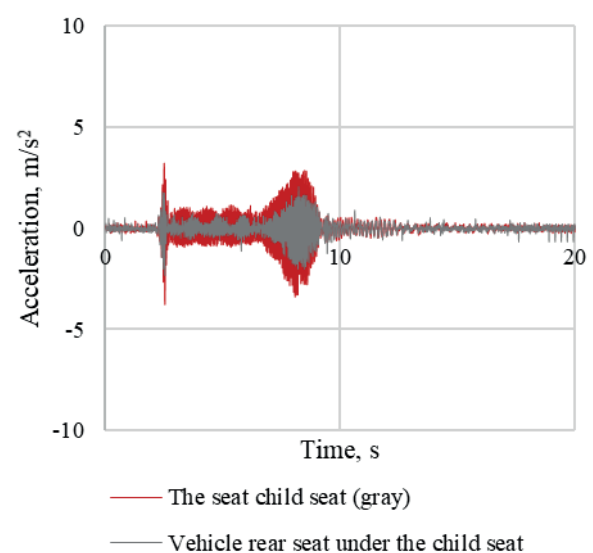 10
5
0
-5
-10
0
10
20
Acceleration, m/s²
Time, s
The seat child seat (gray)
Vehicle rear seat under the child seat